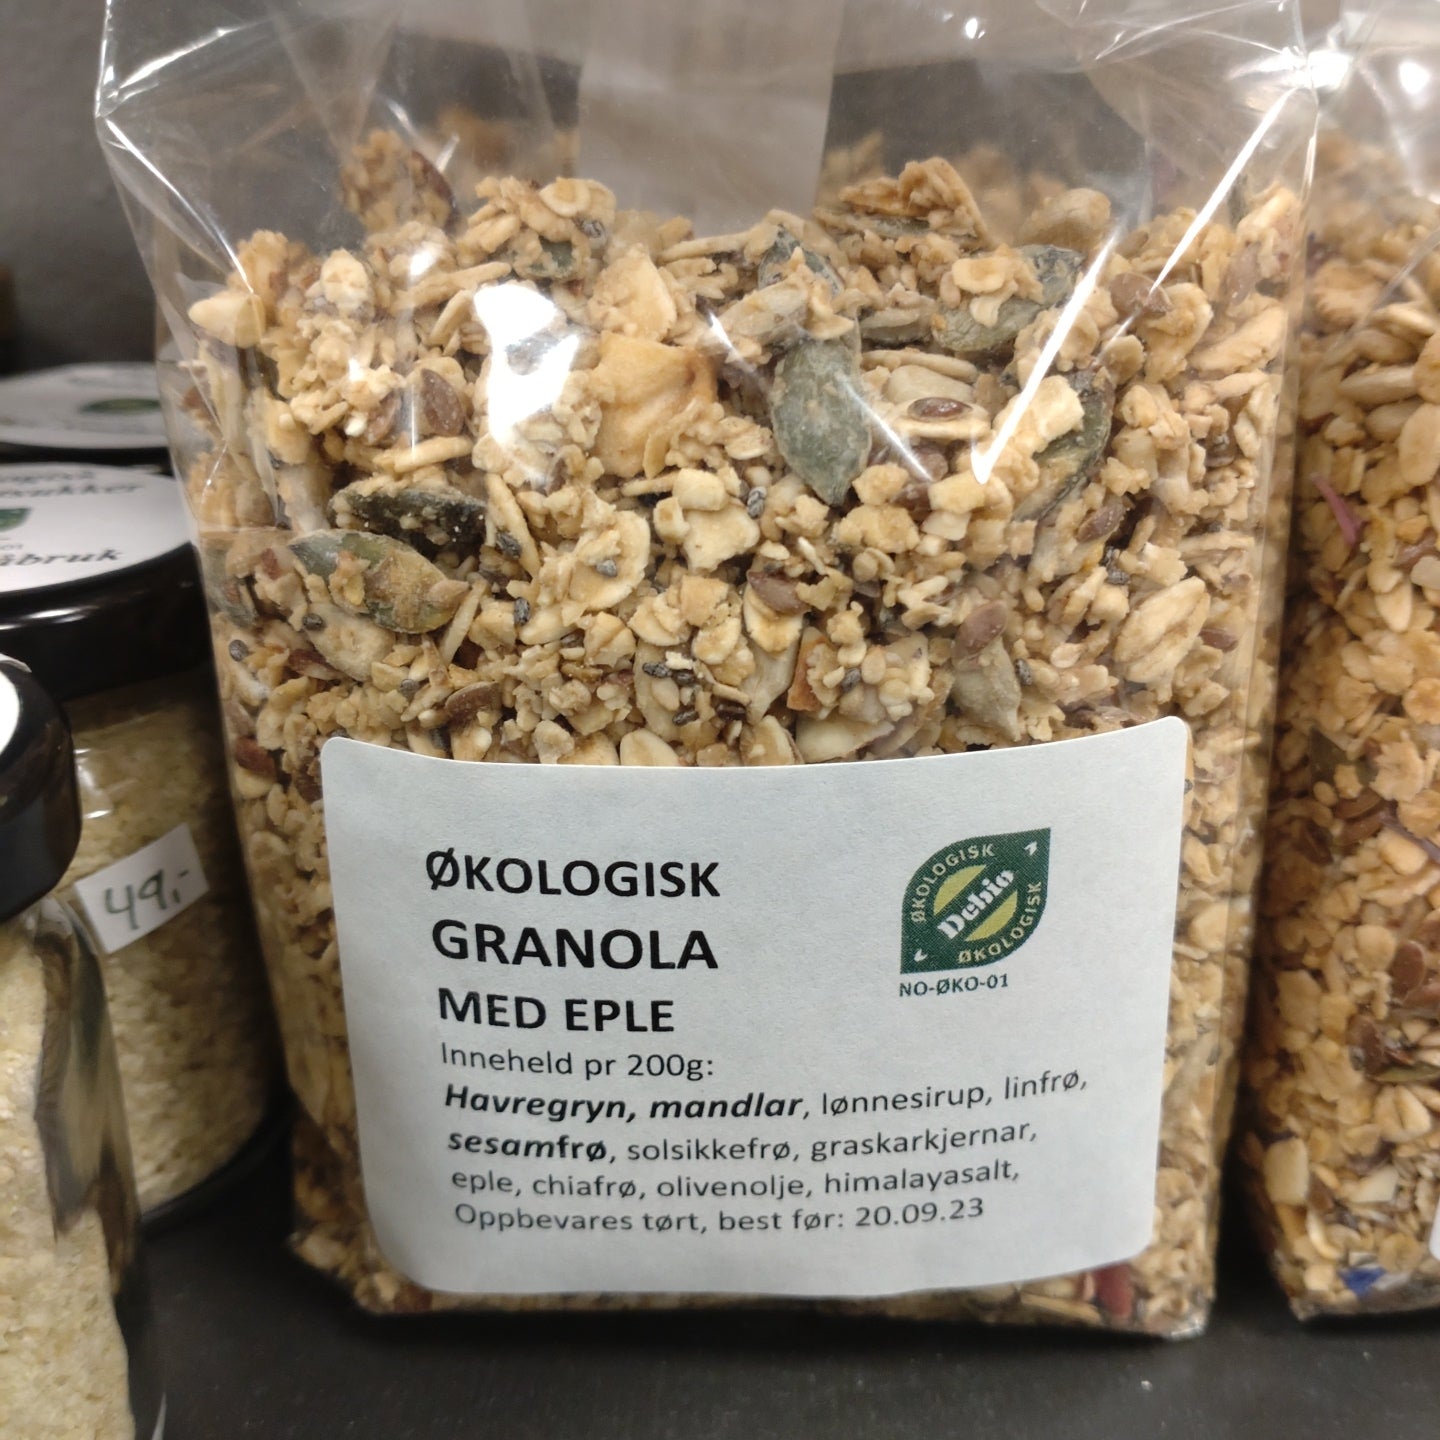 ØKOLOGISK
GRANOLA
MED EPLE
Inneheld pr 200g:
Havregryn, mandlar, lønnesirup, linfrø,
sesamfrø, solsikkefrø, graskarkjernar,
eple, chiafrø, olivenolje, himalayasalt,
Oppbevares tørt, best før: 20.09.23
ØKOLOGISK
Debio
ØKOLOGISK
NO-ØKO-01
49,-